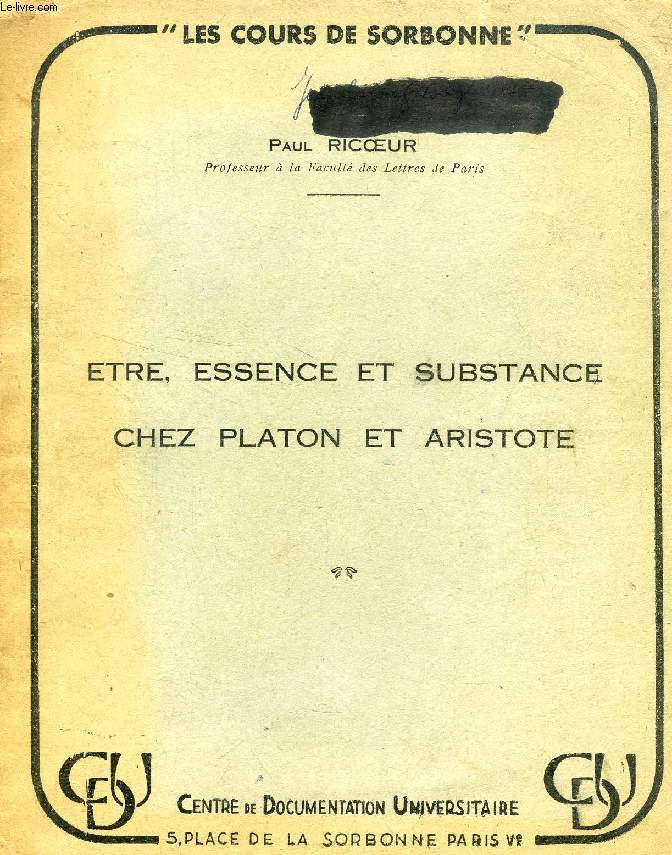 Le-livre.com
"LES COURS DE SORBONNE"
PAUL RICŒUR
Professeur à la Faculté des Lettres de Paris
ETRE, ESSENCE ET SUBSTANCE
CHEZ PLATON ET ARISTOTE
CDU
CDU
CENTRE DE DOCUMENTATION UNIVERSITAIRE
5, PLACE DE LA SORBONNE PARIS Ve